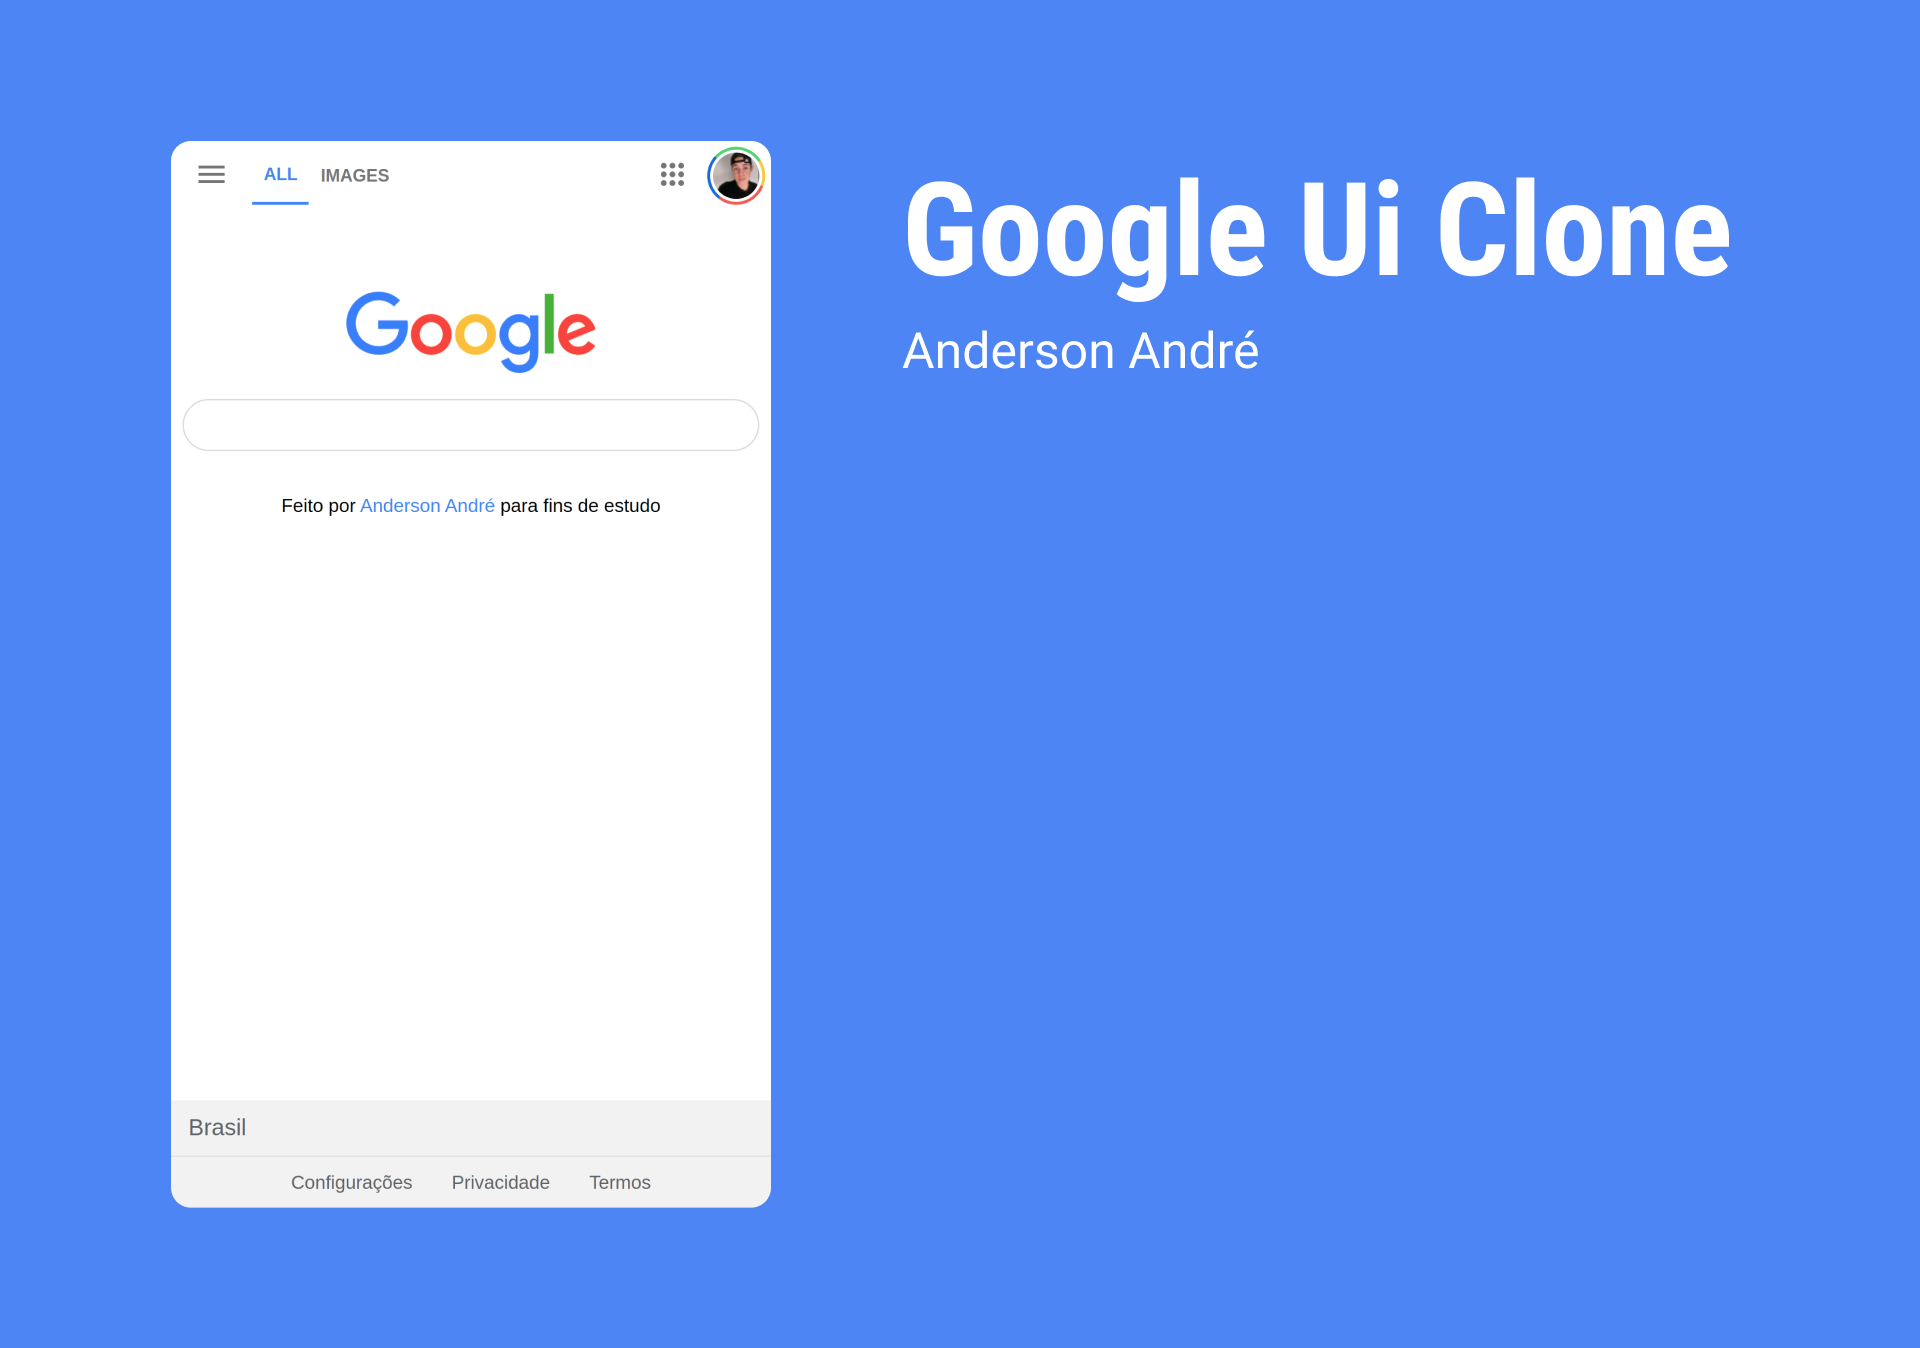 ALL IMAGES
Google
Feito por Anderson André para fins de estudo
Brasil
Configurações Privacidade Termos
Google Ui Clone
Anderson André